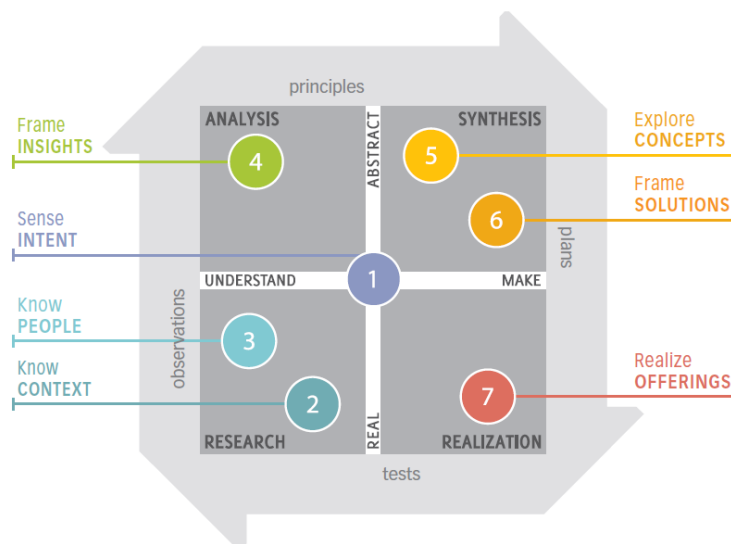 principles
ANALYSIS
ABSTRACT
SYNTHESIS
Frame
INSIGHTS
4
5
Explore
CONCEPTS
Sense
INTENT
6
Frame
SOLUTIONS
plans
UNDERSTAND
1
MAKE
observations
Know
PEOPLE
3
Know
CONTEXT
2
7
Realize
OFFERINGS
RESEARCH
REAL
REALIZATION
tests